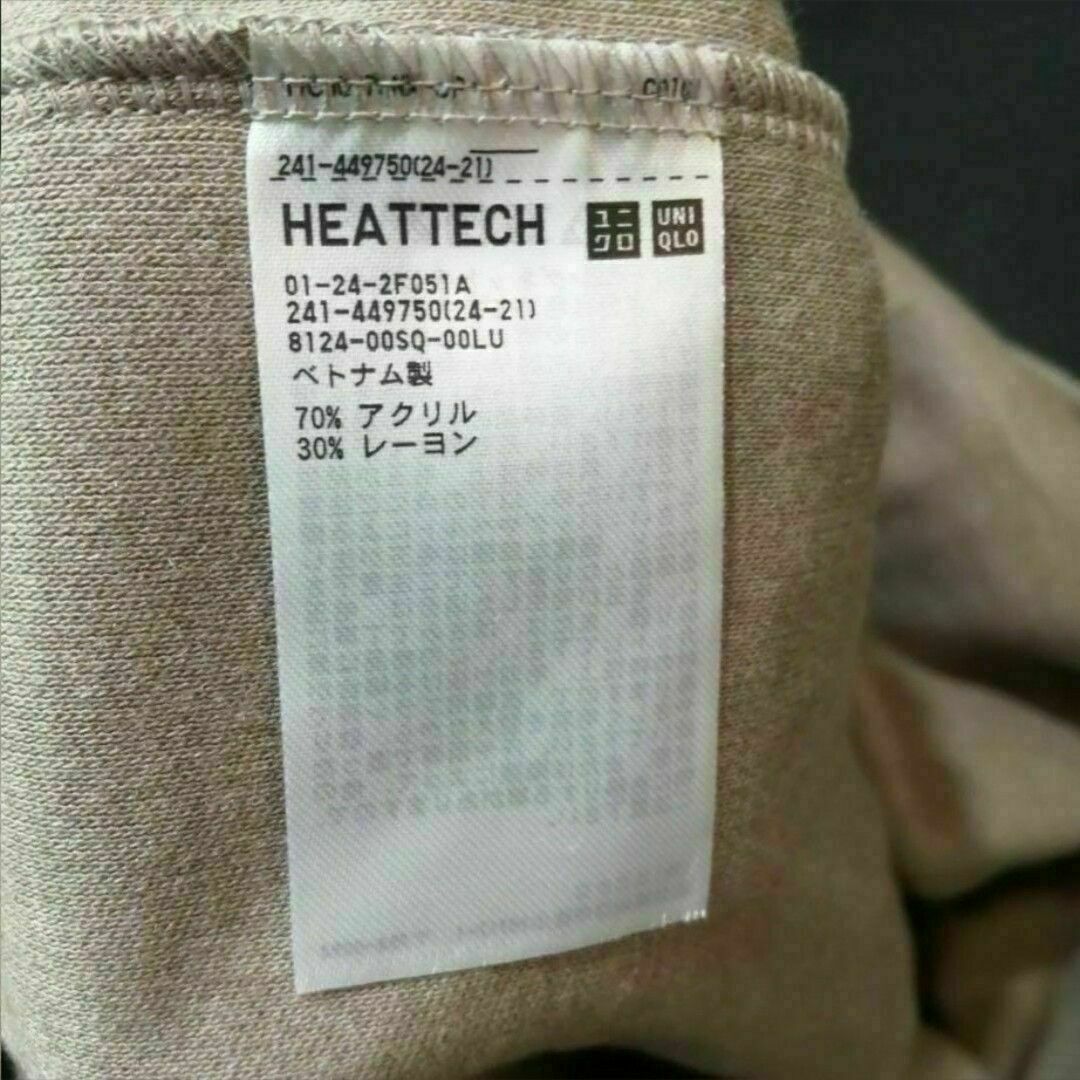 241-449750(24-21)
HEATTECH ユニクロ UNIQLO
01-24-2F051A
241-449750(24-21)
8124-00SQ-00LU
ベトナム製
70% アクリル
30% レーヨン